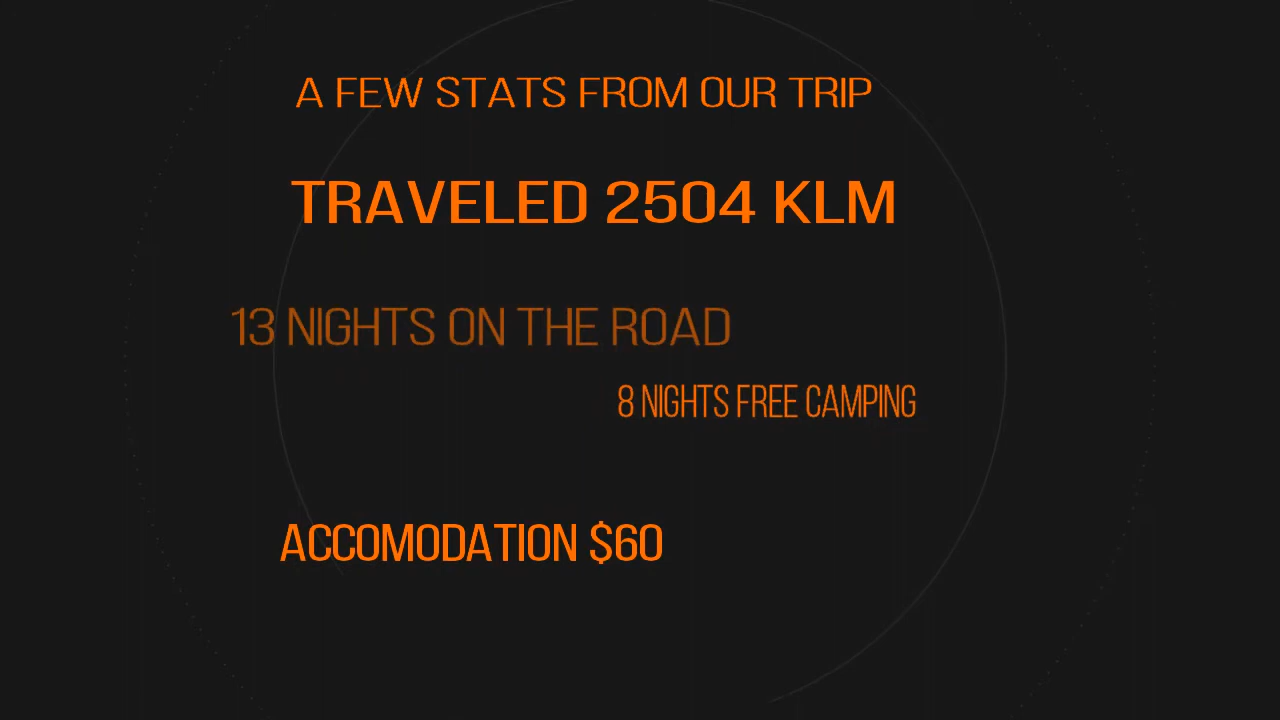 A FEW STATS FROM OUR TRIP
TRAVELED 2504 KLM
13 NIGHTS ON THE ROAD
8 NIGHTS FREE CAMPING
ACCOMODATION $60